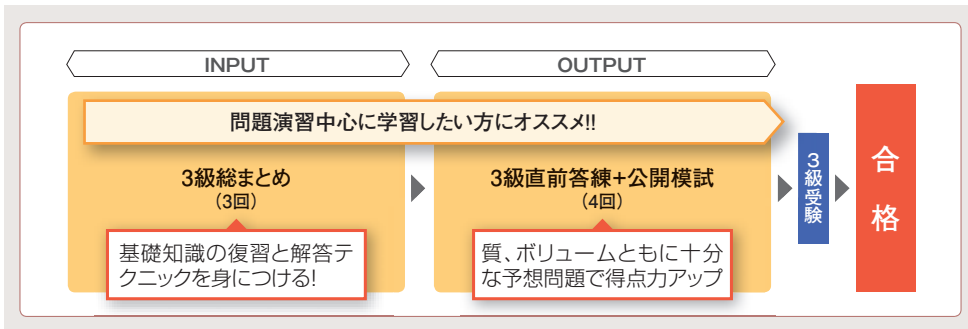 INPUT
OUTPUT
問題演習中心に学習したい方にオススメ!!
3級総まとめ
(3回)
3級直前答練+公開模試
(4回)
基礎知識の復習と解答テ
クニックを身につける!
質、ボリュームともに十分
な予想問題で得点力アップ
3級受験
合格